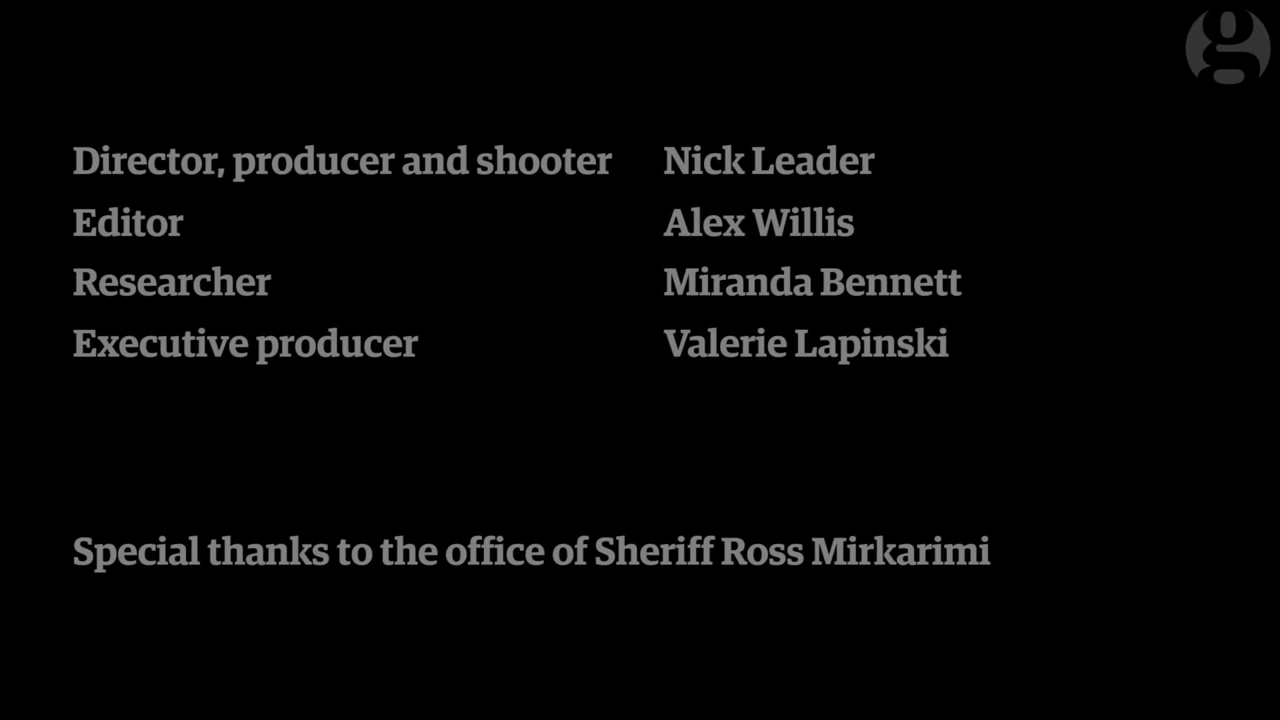 Director, producer and shooter Nick Leader
Editor Alex Willis
Researcher Miranda Bennett
Executive producer Valerie Lapinski
Special thanks to the office of Sheriff Ross Mirkarimi
g